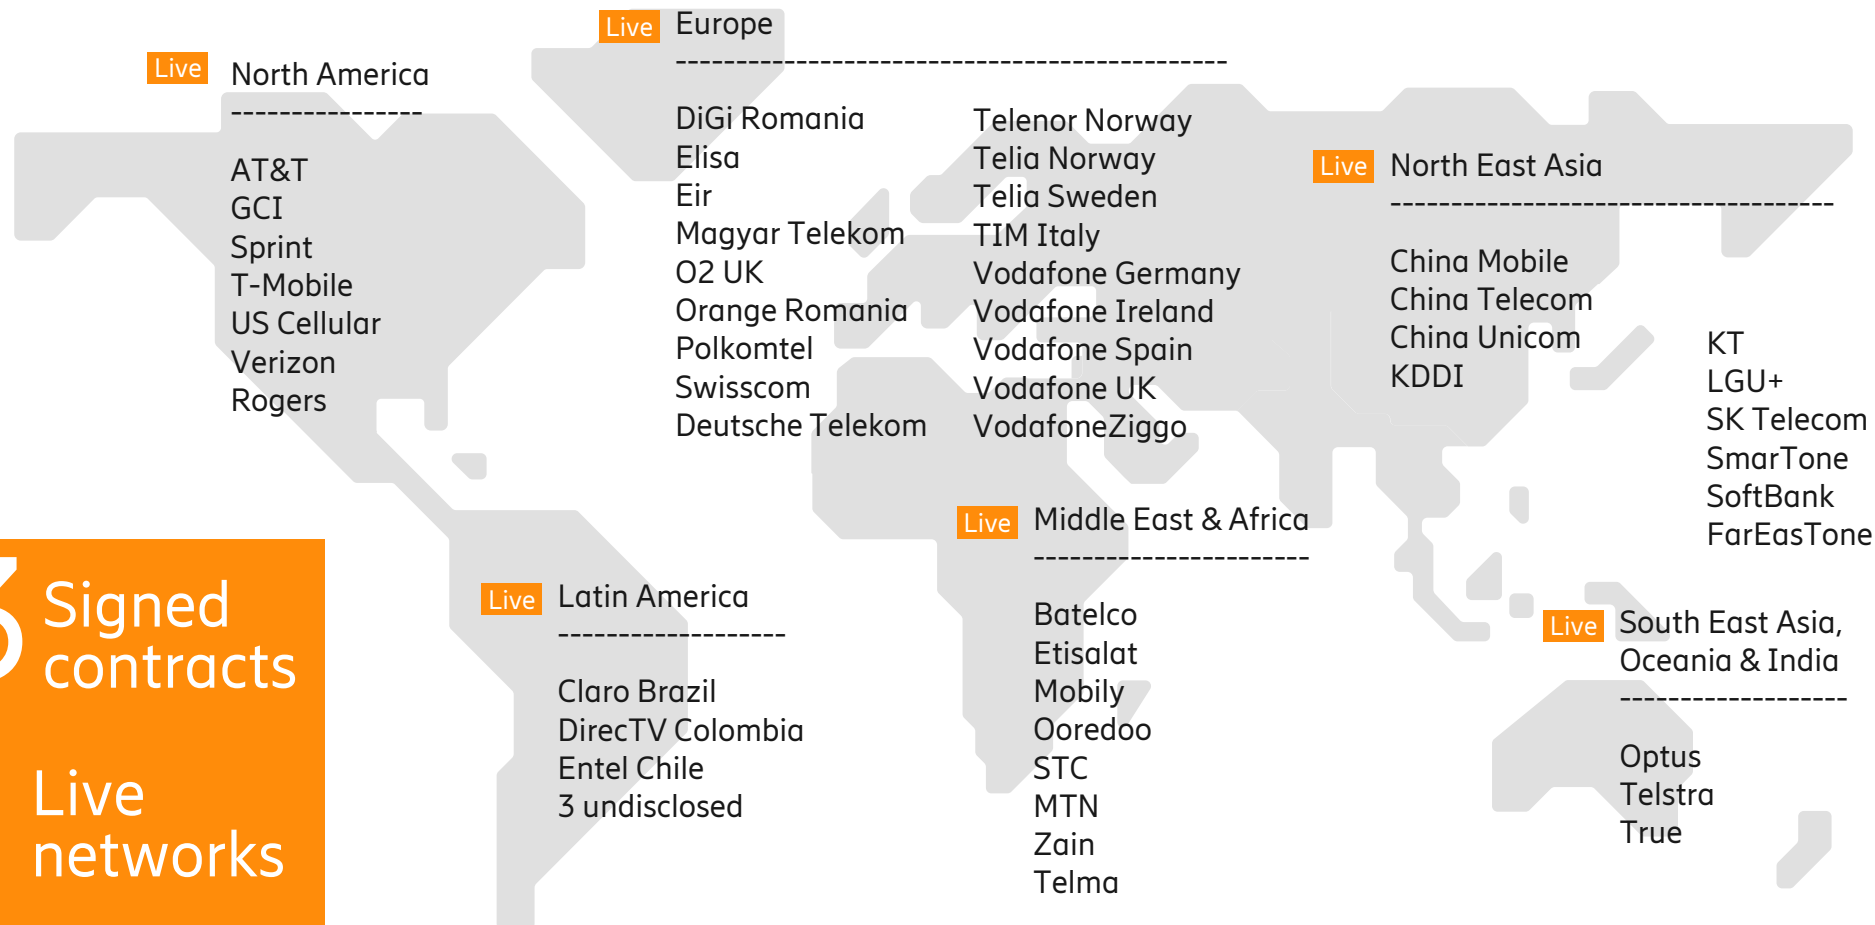 Live North America
----------------
AT&T
GCI
Sprint
T-Mobile
US Cellular
Verizon
Rogers
Live Europe
----------------------------------------------
DiGi Romania
Elisa
Eir
Magyar Telekom
O2 UK
Orange Romania
Polkomtel
Swisscom
Deutsche Telekom
Telenor Norway
Telia Norway
Telia Sweden
TIM Italy
Vodafone Germany
Vodafone Ireland
Vodafone Spain
Vodafone UK
VodafoneZiggo
Live North East Asia
-------------------------------------
China Mobile
China Telecom
China Unicom
KDDI
KT
LGU+
SK Telecom
SmarTone
SoftBank
FarEasTone
Live Latin America
-------------------
Claro Brazil
DirecTV Colombia
Entel Chile
3 undisclosed
Live Middle East & Africa
-----------------------
Batelco
Etisalat
Mobily
Ooredoo
STC
MTN
Zain
Telma
Live South East Asia,
Oceania & India
-------------------
Optus
Telstra
True
Signed
contracts
Live
networks